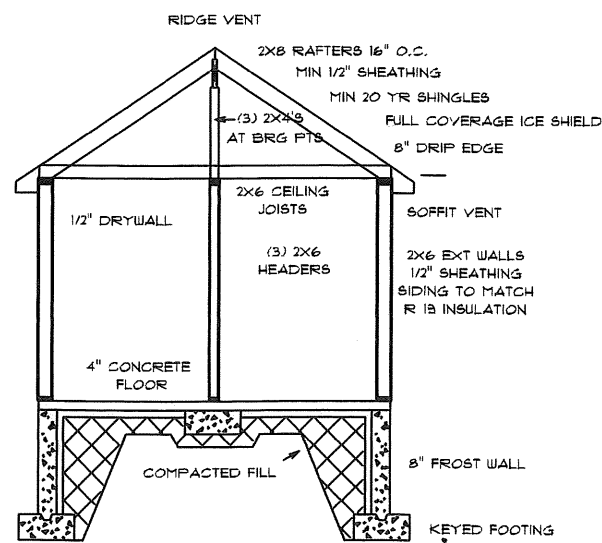 RIDGE VENT
2X8 RAFTERS 16" O.C.
MIN 1/2" SHEATHING
MIN 20 YR SHINGLES
(3) 2X4'S
AT BRG PTS
FULL COVERAGE ICE SHIELD
8" DRIP EDGE
2X6 CEILING
JOISTS
1/2" DRYWALL
SOFFIT VENT
(3) 2X6
HEADERS
2X6 EXT WALLS
1/2" SHEATHING
SIDING TO MATCH
R 13 INSULATION
4" CONCRETE
FLOOR
COMPACTED FILL
8" FROST WALL
KEYED FOOTING